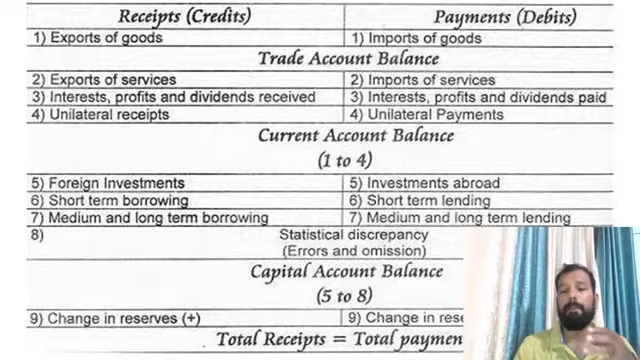 Receipts (Credits) Payments (Debits)
1) Exports of goods 1) Imports of goods
Trade Account Balance
2) Exports of services 2) Imports of services
3) Interests, profits and dividends received 3) Interests, profits and dividends paid
4) Unilateral receipts 4) Unilateral Payments
Current Account Balance
(1 to 4)
5) Foreign Investments 5) Investments abroad
6) Short term borrowing 6) Short term lending
7) Medium and long term borrowing 7) Medium and long term lending
8) Statistical discrepancy
(Errors and omission)
Capital Account Balance
(5 to 8)
9) Change in reserves (+) 9) Change in rese
Total Receipts = Total paymen